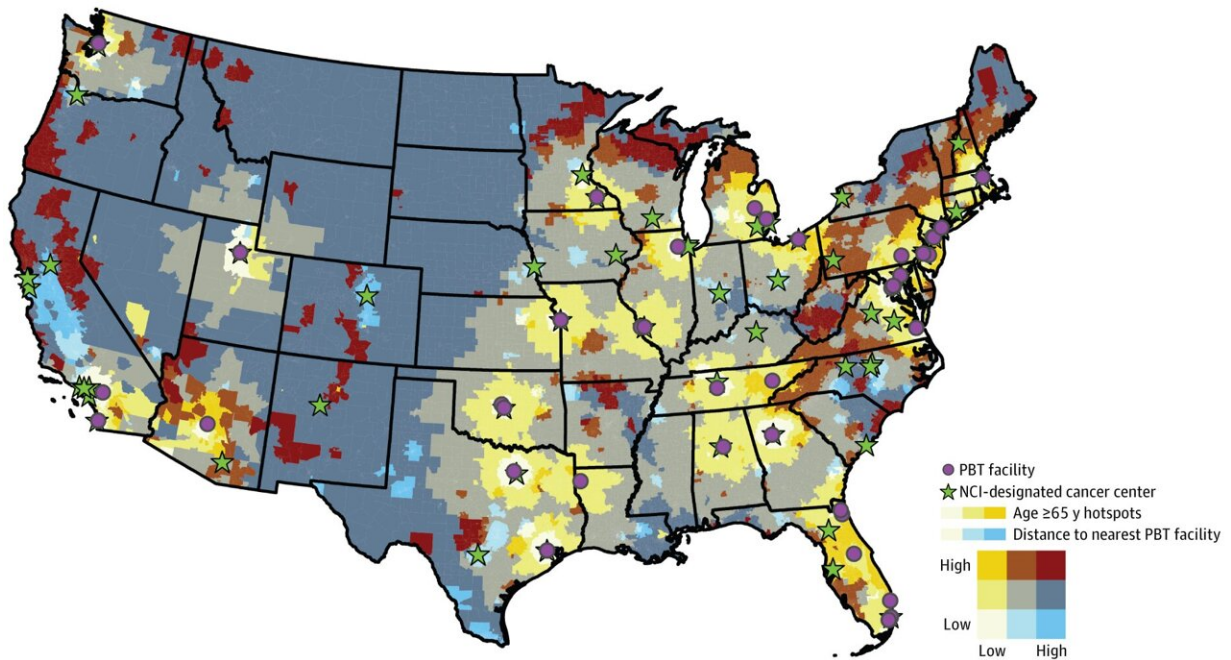 PBT facility
NCI-designated cancer center
Age ≥65 y hotspots
Distance to nearest PBT facility
High
Low
Low High